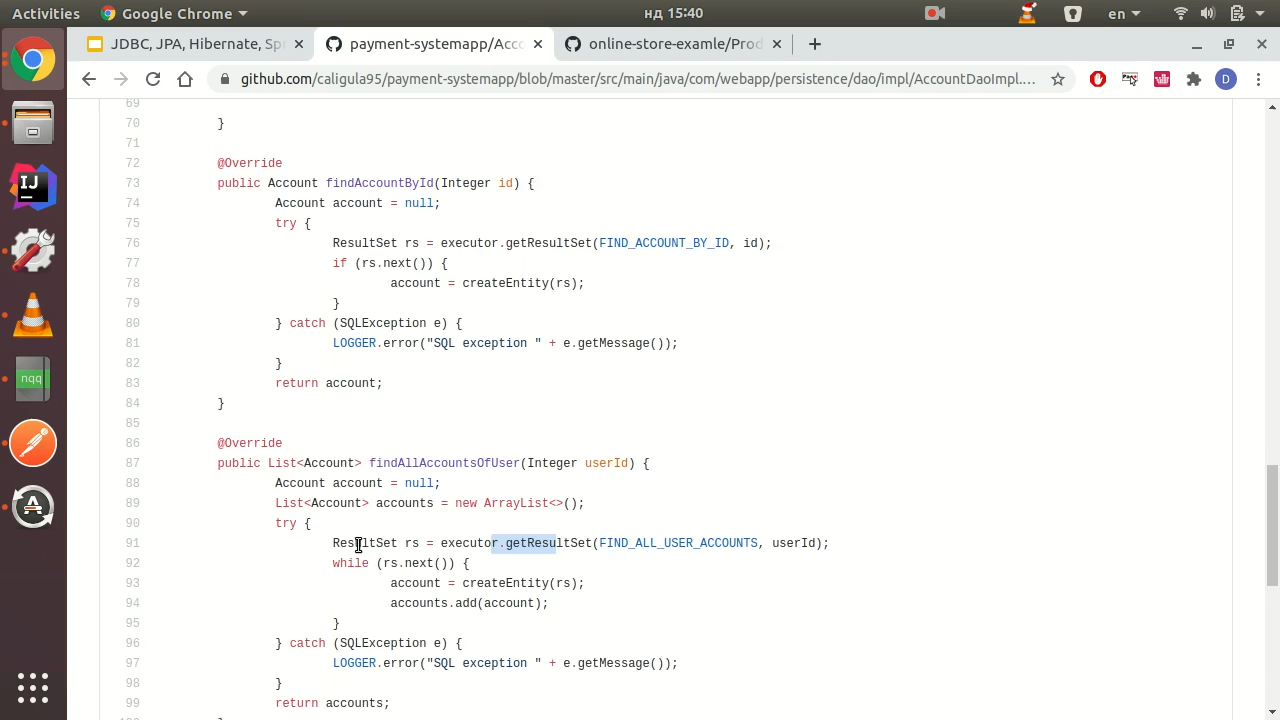 Activities Google Chrome нд 15:40 en
JDBC, JPA, Hibernate, Spr payment-systemapp/Acco online-store-examle/Prod
github.com/caligula95/payment-systemapp/blob/master/src/main/java/com/webapp/persistence/dao/impl/AccountDaoImpl.… D
69
70 }
71
72 @Override
73 public Account findAccountById(Integer id) {
74 Account account = null;
75 try {
76 ResultSet rs = executor.getResultSet(FIND_ACCOUNT_BY_ID, id);
77 if (rs.next()) {
78 account = createEntity(rs);
79 }
80 } catch (SQLException e) {
81 LOGGER.error("SQL exception " + e.getMessage());
82 }
83 return account;
84 }
85
86 @Override
87 public List<Account> findAllAccountsOfUser(Integer userId) {
88 Account account = null;
89 List<Account> accounts = new ArrayList<>();
90 try {
91 ResultSet rs = executor.getResultSet(FIND_ALL_USER_ACCOUNTS, userId);
92 while (rs.next()) {
93 account = createEntity(rs);
94 accounts.add(account);
95 }
96 } catch (SQLException e) {
97 LOGGER.error("SQL exception " + e.getMessage());
98 }
99 return accounts;
IJ
nqq